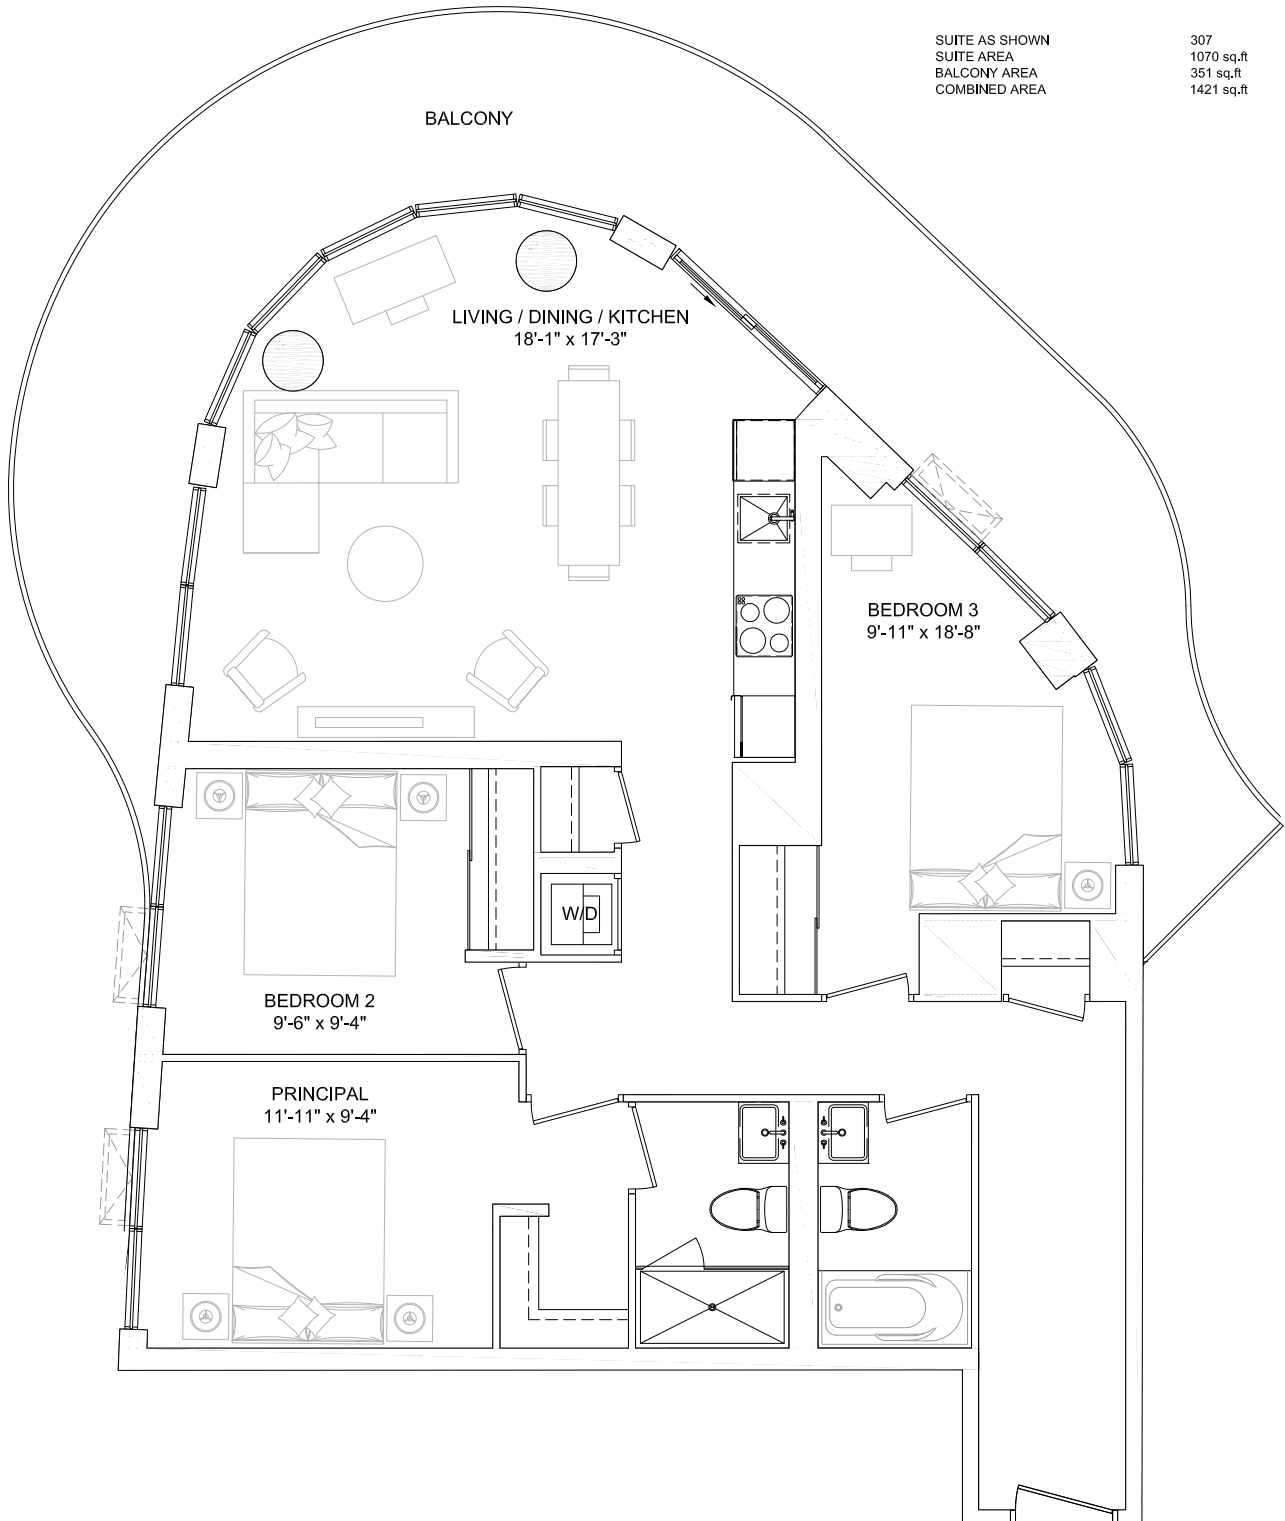 SUITE AS SHOWN 307
SUITE AREA 1070 sq.ft
BALCONY AREA 351 sq.ft
COMBINED AREA 1421 sq.ft
BALCONY
LIVING / DINING / KITCHEN
18'-1" x 17'-3"
BEDROOM 3
9'-11" x 18'-8"
W/D
BEDROOM 2
9'-6" x 9'-4"
PRINCIPAL
11'-11" x 9'-4"